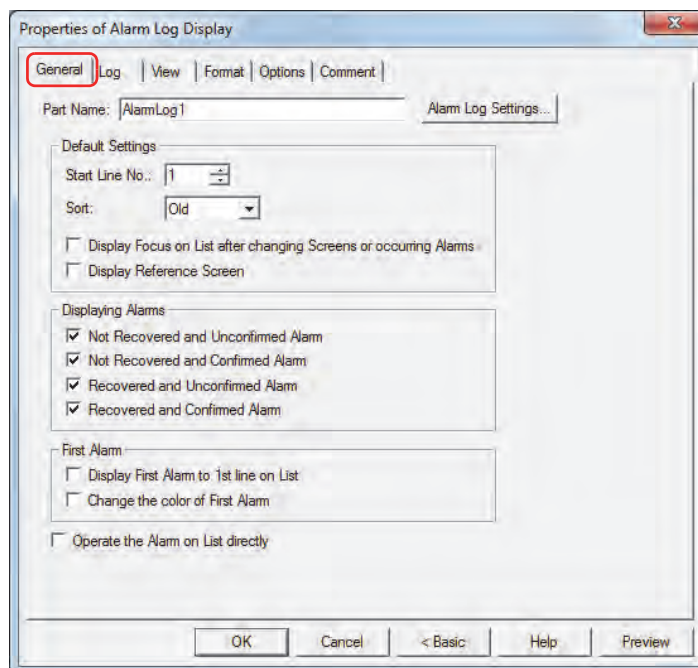 Properties of Alarm Log Display
General Log View Format Options Comment
Part Name: AlarmLog1 Alarm Log Settings...
Default Settings
Start Line No.: 1
Sort: Old
Display Focus on List after changing Screens or occuring Alarms
Display Reference Screen
Displaying Alarms
Not Recovered and Unconfirmed Alarm
Not Recovered and Confirmed Alarm
Recovered and Unconfirmed Alarm
Recovered and Confirmed Alarm
First Alarm
Display First Alarm to 1st line on List
Change the color of First Alarm
Operate the Alarm on List directly
OK Cancel < Basic Help Preview